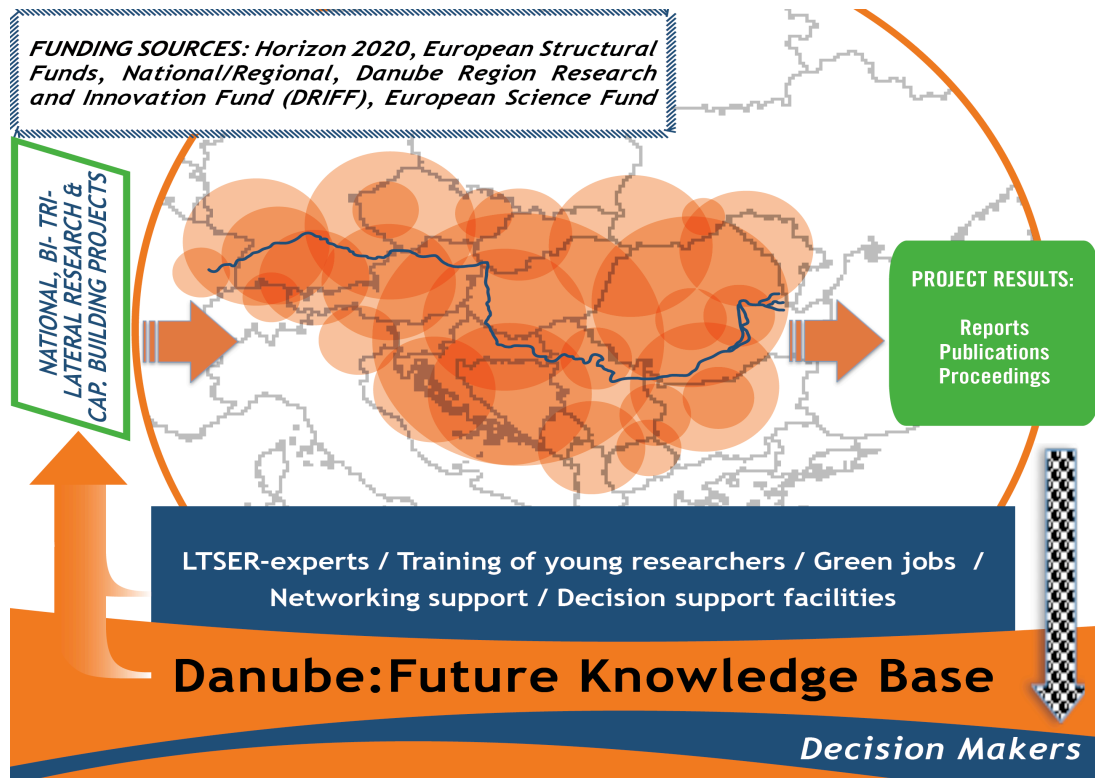 FUNDING SOURCES: Horizon 2020, European Structural
Funds, National/Regional, Danube Region Research
and Innovation Fund (DRIFF), European Science Fund
NATIONAL, BI- TRI-
LATERAL RESEARCH &
CAP. BUILDING PROJECTS
PROJECT RESULTS:
Reports
Publications
Proceedings
LTSER-experts / Training of young researchers / Green jobs /
Networking support / Decision support facilities
Danube:Future Knowledge Base
Decision Makers